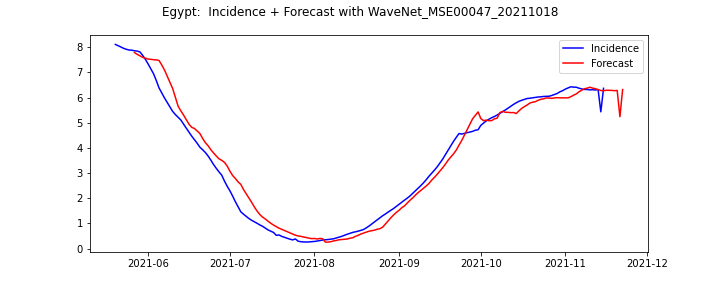 Egypt:  Incidence + Forecast with WaveNet_MSE00047_20211018
Incidence
Forecast
8
7
6
5
4
3
2
1
0
2021-06 2021-07 2021-08 2021-09 2021-10 2021-11 2021-12